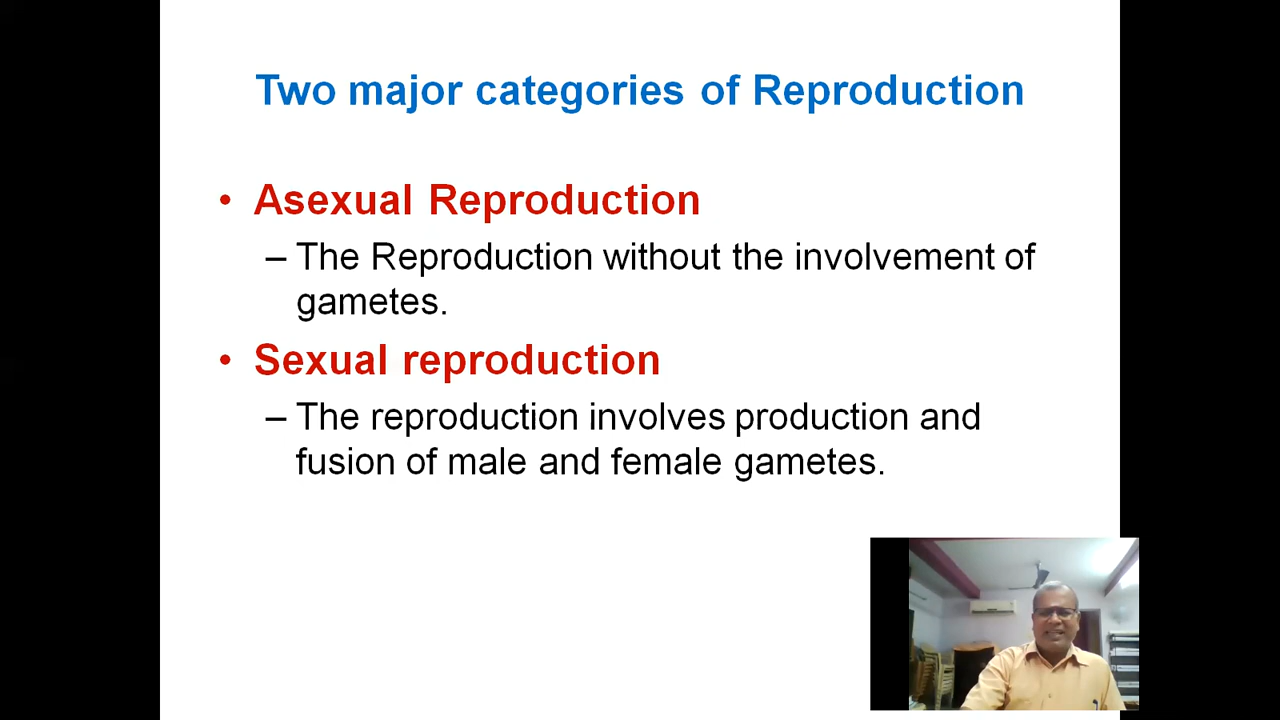 Two major categories of Reproduction
• Asexual Reproduction
– The Reproduction without the involvement of
gametes.
• Sexual reproduction
– The reproduction involves production and
fusion of male and female gametes.